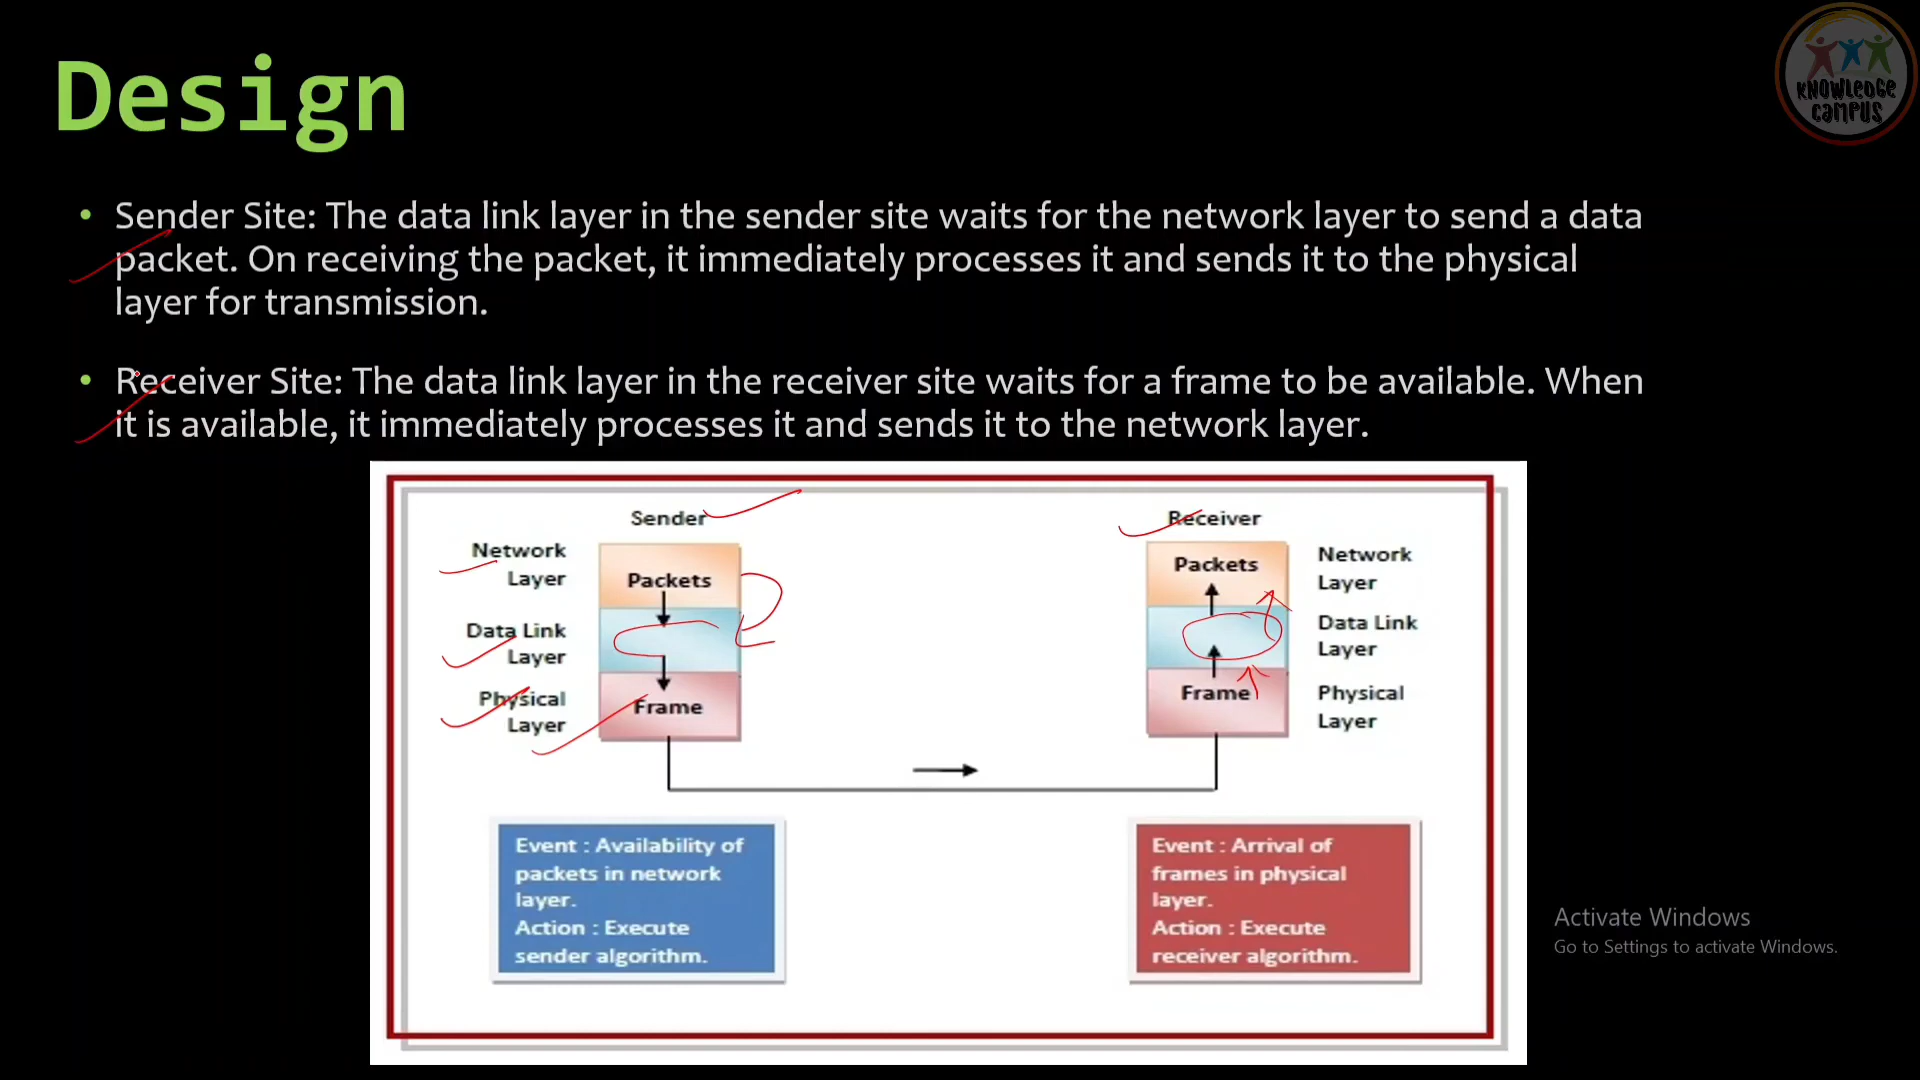 Design
KNOWLEDGE
CAMPUS
• Sender Site: The data link layer in the sender site waits for the network layer to send a data
packet. On receiving the packet, it immediately processes it and sends it to the physical
layer for transmission.
• Receiver Site: The data link layer in the receiver site waits for a frame to be available. When
it is available, it immediately processes it and sends it to the network layer.
Sender
Network
Layer
Packets
Data Link
Layer
Physical
Layer
Frame
Receiver
Packets
Network
Layer
Data Link
Layer
Frame
Physical
Layer
Event : Availability of
packets in network
layer.
Action : Execute
sender algorithm.
Event : Arrival of
frames in physical
layer.
Action : Execute
receiver algorithm.
Activate Windows
Go to Settings to activate Windows.